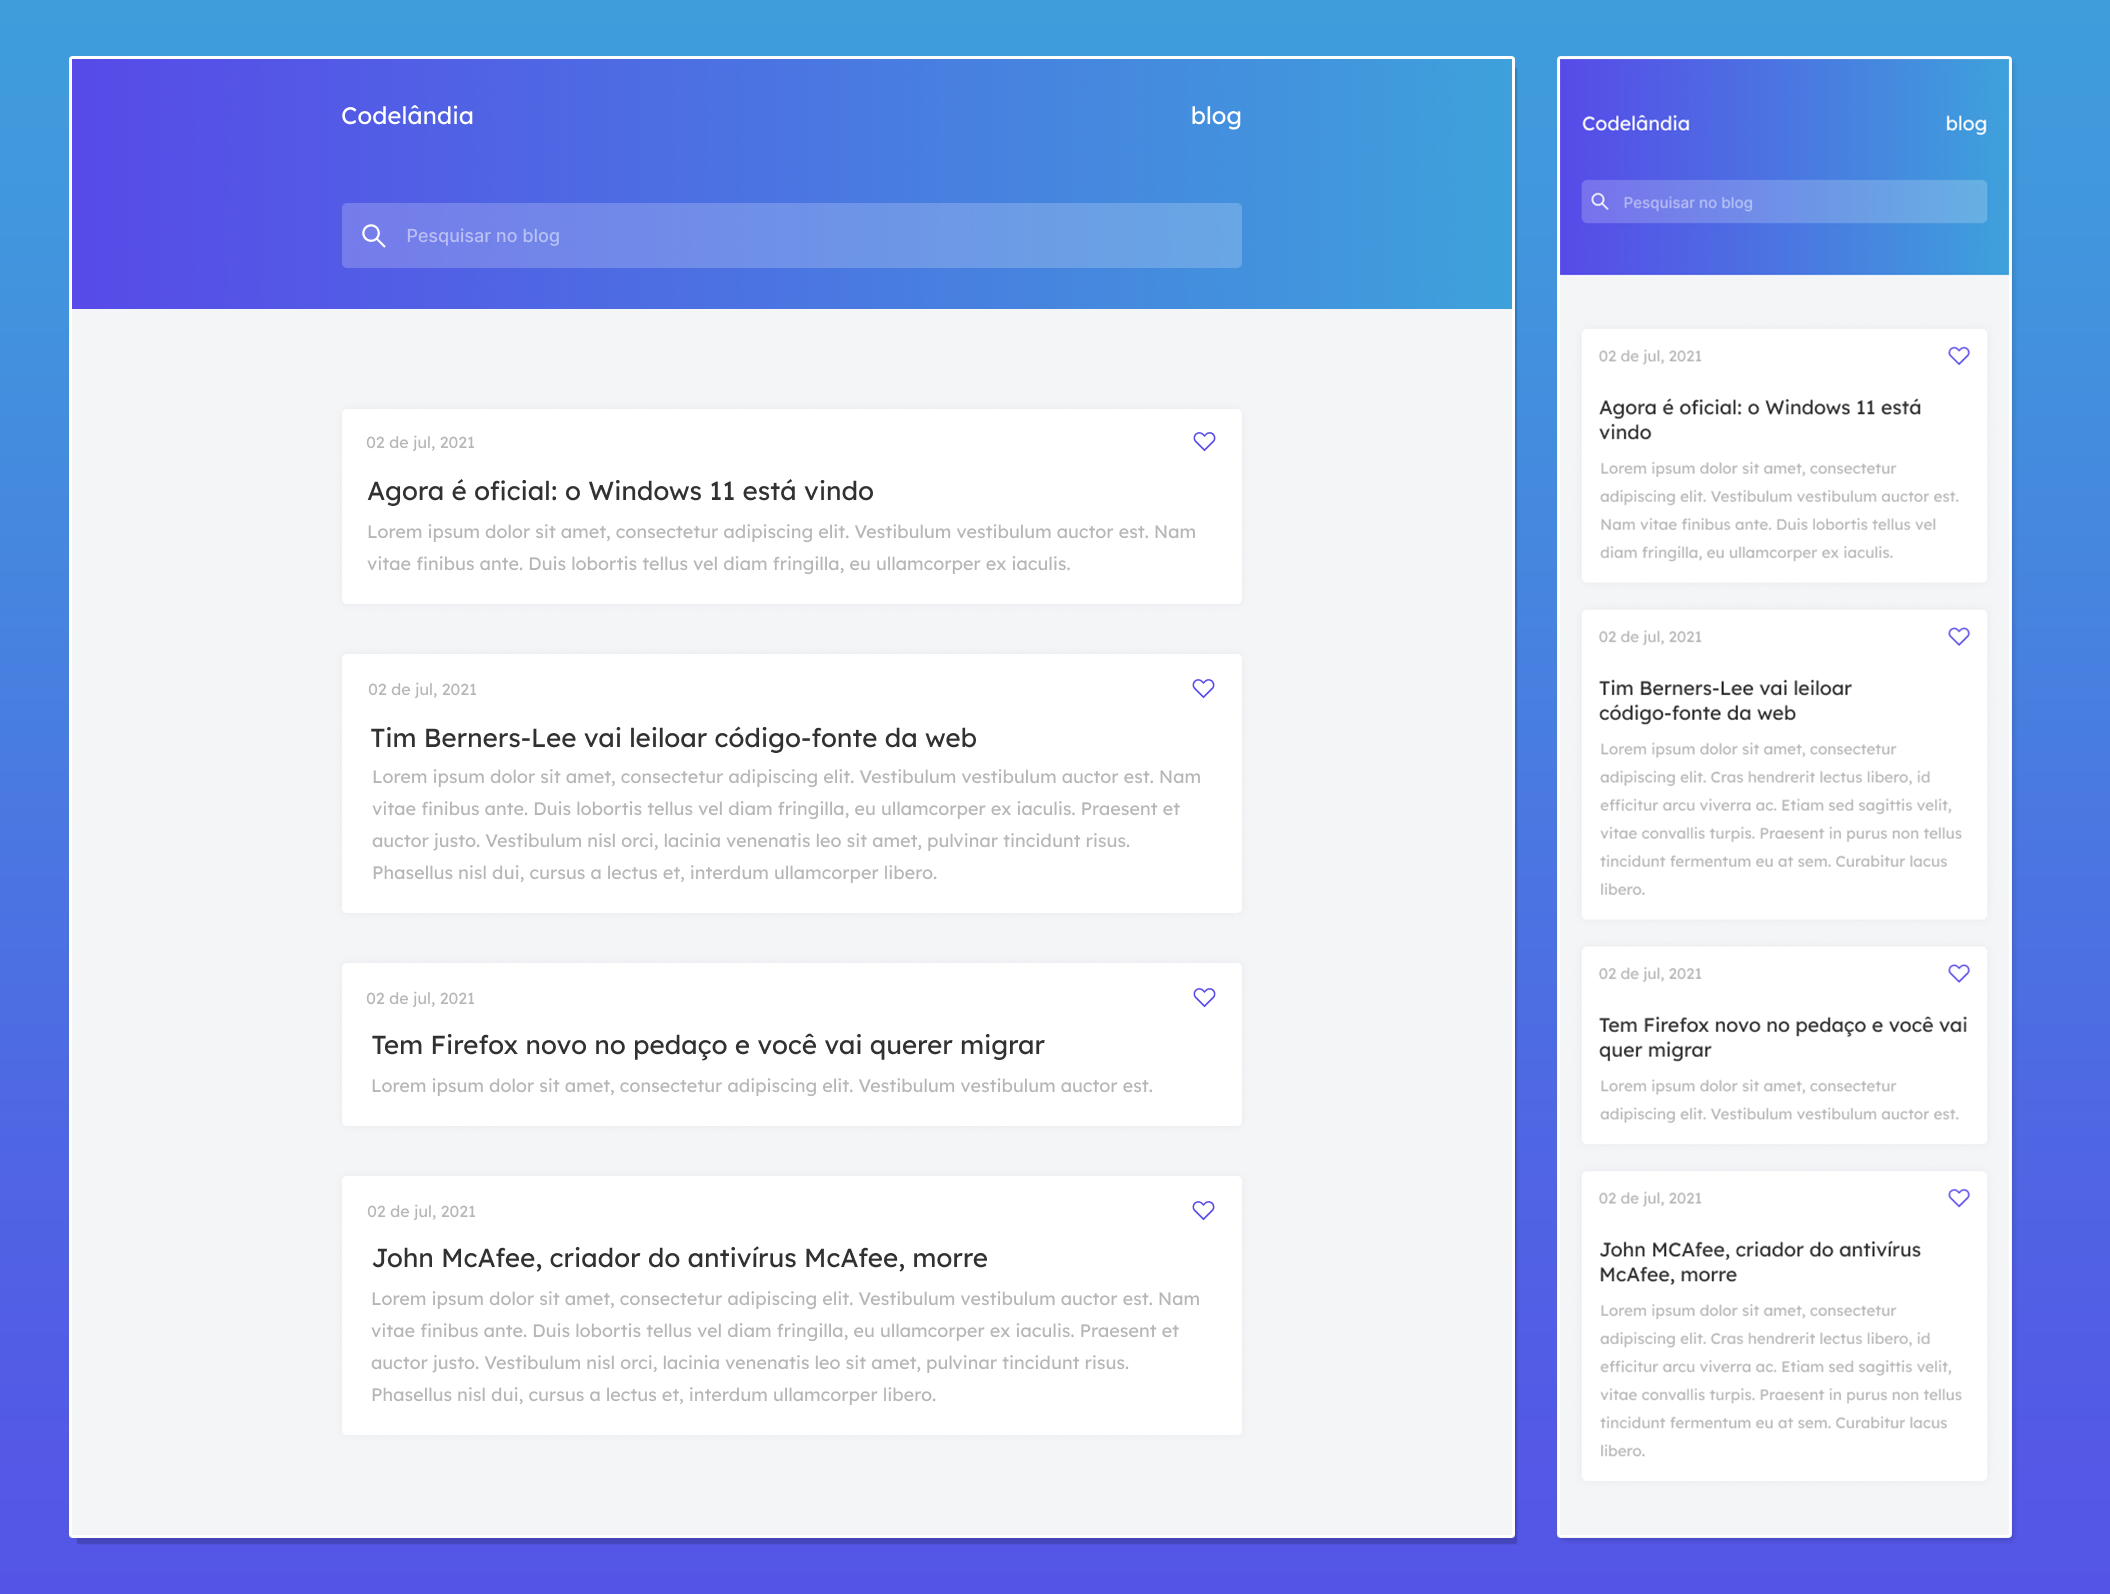 Codelândia
blog
Pesquisar no blog
02 de jul, 2021
Agora é oficial: o Windows 11 está vindo
Lorem ipsum dolor sit amet, consectetur adipiscing elit. Vestibulum vestibulum auctor est. Nam
vitae finibus ante. Duis lobortis tellus vel diam fringilla, eu ullamcorper ex iaculis.
02 de jul, 2021
Tim Berners-Lee vai leiloar código-fonte da web
Lorem ipsum dolor sit amet, consectetur adipiscing elit. Vestibulum vestibulum auctor est. Nam
vitae finibus ante. Duis lobortis tellus vel diam fringilla, eu ullamcorper ex iaculis. Praesent et
auctor justo. Vestibulum nisl orci, lacinia venenatis leo sit amet, pulvinar tincidunt risus.
Phasellus nisl dui, cursus a lectus et, interdum ullamcorper libero.
02 de jul, 2021
Tem Firefox novo no pedaço e você vai querer migrar
Lorem ipsum dolor sit amet, consectetur adipiscing elit. Vestibulum vestibulum auctor est.
02 de jul, 2021
John McAfee, criador do antivírus McAfee, morre
Lorem ipsum dolor sit amet, consectetur adipiscing elit. Vestibulum vestibulum auctor est. Nam
vitae finibus ante. Duis lobortis tellus vel diam fringilla, eu ullamcorper ex iaculis. Praesent et
auctor justo. Vestibulum nisl orci, lacinia venenatis leo sit amet, pulvinar tincidunt risus.
Phasellus nisl dui, cursus a lectus et, interdum ullamcorper libero.
Codelândia
blog
Pesquisar no blog
02 de jul, 2021
Agora é oficial: o Windows 11 está
vindo
Lorem ipsum dolor sit amet, consectetur
adipiscing elit. Vestibulum vestibulum auctor est.
Nam vitae finibus ante. Duis lobortis tellus vel
diam fringilla, eu ullamcorper ex iaculis.
02 de jul, 2021
Tim Berners-Lee vai leiloar
código-fonte da web
Lorem ipsum dolor sit amet, consectetur
adipiscing elit. Cras hendrerit lectus libero, id
efficitur arcu viverra ac. Etiam sed sagittis velit,
vitae convallis turpis. Praesent in purus non tellus
tincidunt fermentum eu at sem. Curabitur lacus
libero.
02 de jul, 2021
Tem Firefox novo no pedaço e você vai
quer migrar
Lorem ipsum dolor sit amet, consectetur
adipiscing elit. Vestibulum vestibulum auctor est.
02 de jul, 2021
John MCAfee, criador do antivírus
McAfee, morre
Lorem ipsum dolor sit amet, consectetur
adipiscing elit. Cras hendrerit lectus libero, id
efficitur arcu viverra ac. Etiam sed sagittis velit,
vitae convallis turpis. Praesent in purus non tellus
tincidunt fermentum eu at sem. Curabitur lacus
libero.